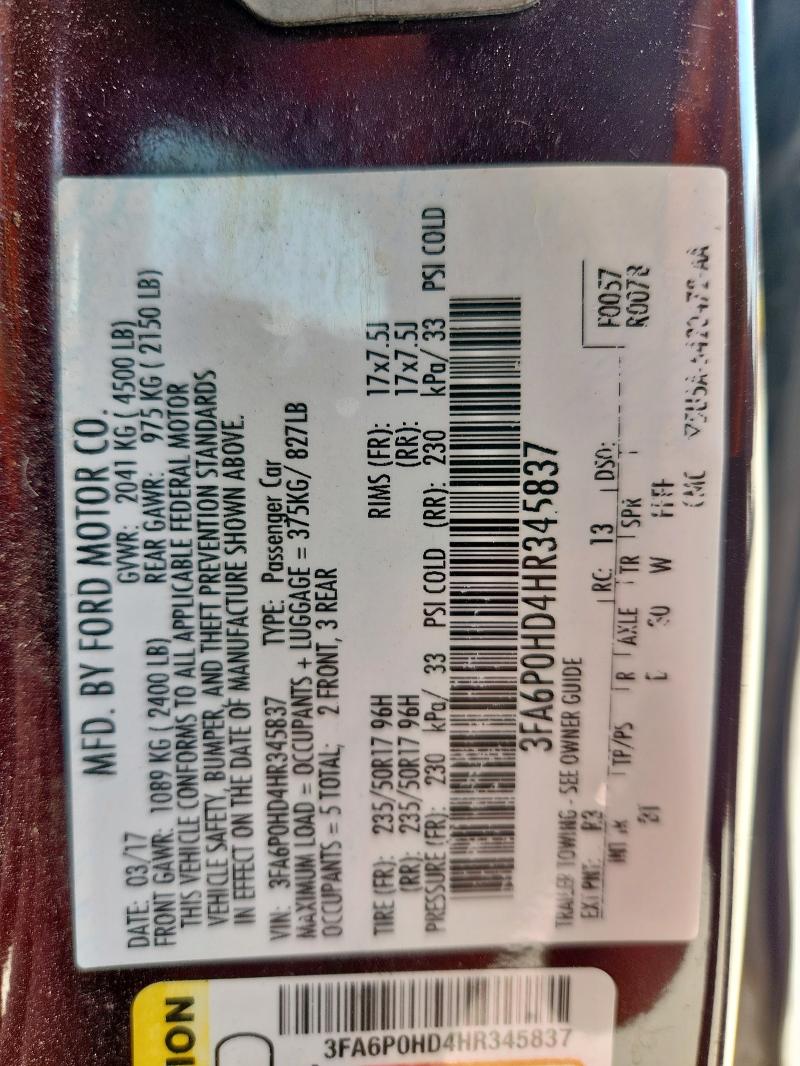 MFD. BY FORD MOTOR CO.
DATE: 03/17 GVWR: 2041 KG ( 4500 LB)
FRONT GAWR: 1089 KG ( 2400 LB) REAR GAWR: 975 KG ( 2150 LB)
THIS VEHICLE CONFORMS TO ALL APPLICABLE FEDERAL MOTOR
VEHICLE SAFETY, BUMPER, AND THEFT PREVENTION STANDARDS
IN EFFECT ON THE DATE OF MANUFACTURE SHOWN ABOVE.
VIN: 3FA6P0HD4HR345837 TYPE: Passenger Car
MAXIMUM LOAD = OCCUPANTS + LUGGAGE = 375KG/ 827LB
OCCUPANTS = 5 TOTAL; 2 FRONT, 3 REAR
TIRE (FR): 235/50R17 96H RIMS (FR): 17x7.5J
(RR): 235/50R17 96H (RR): 17x7.5J
PRESSURE (FR): 230 kPa/ 33 PSI COLD (RR): 230 kPa/ 33 PSI COLD
3FA6P0HD4HR345837
TRAILER TOWING - SEE OWNER GUIDE
F0057
EXT PNT: R3 RC: 13 DSO: R0078
INT TR TP/PS R AXLE TR SPR
W
3FA6P0HD4HR345837